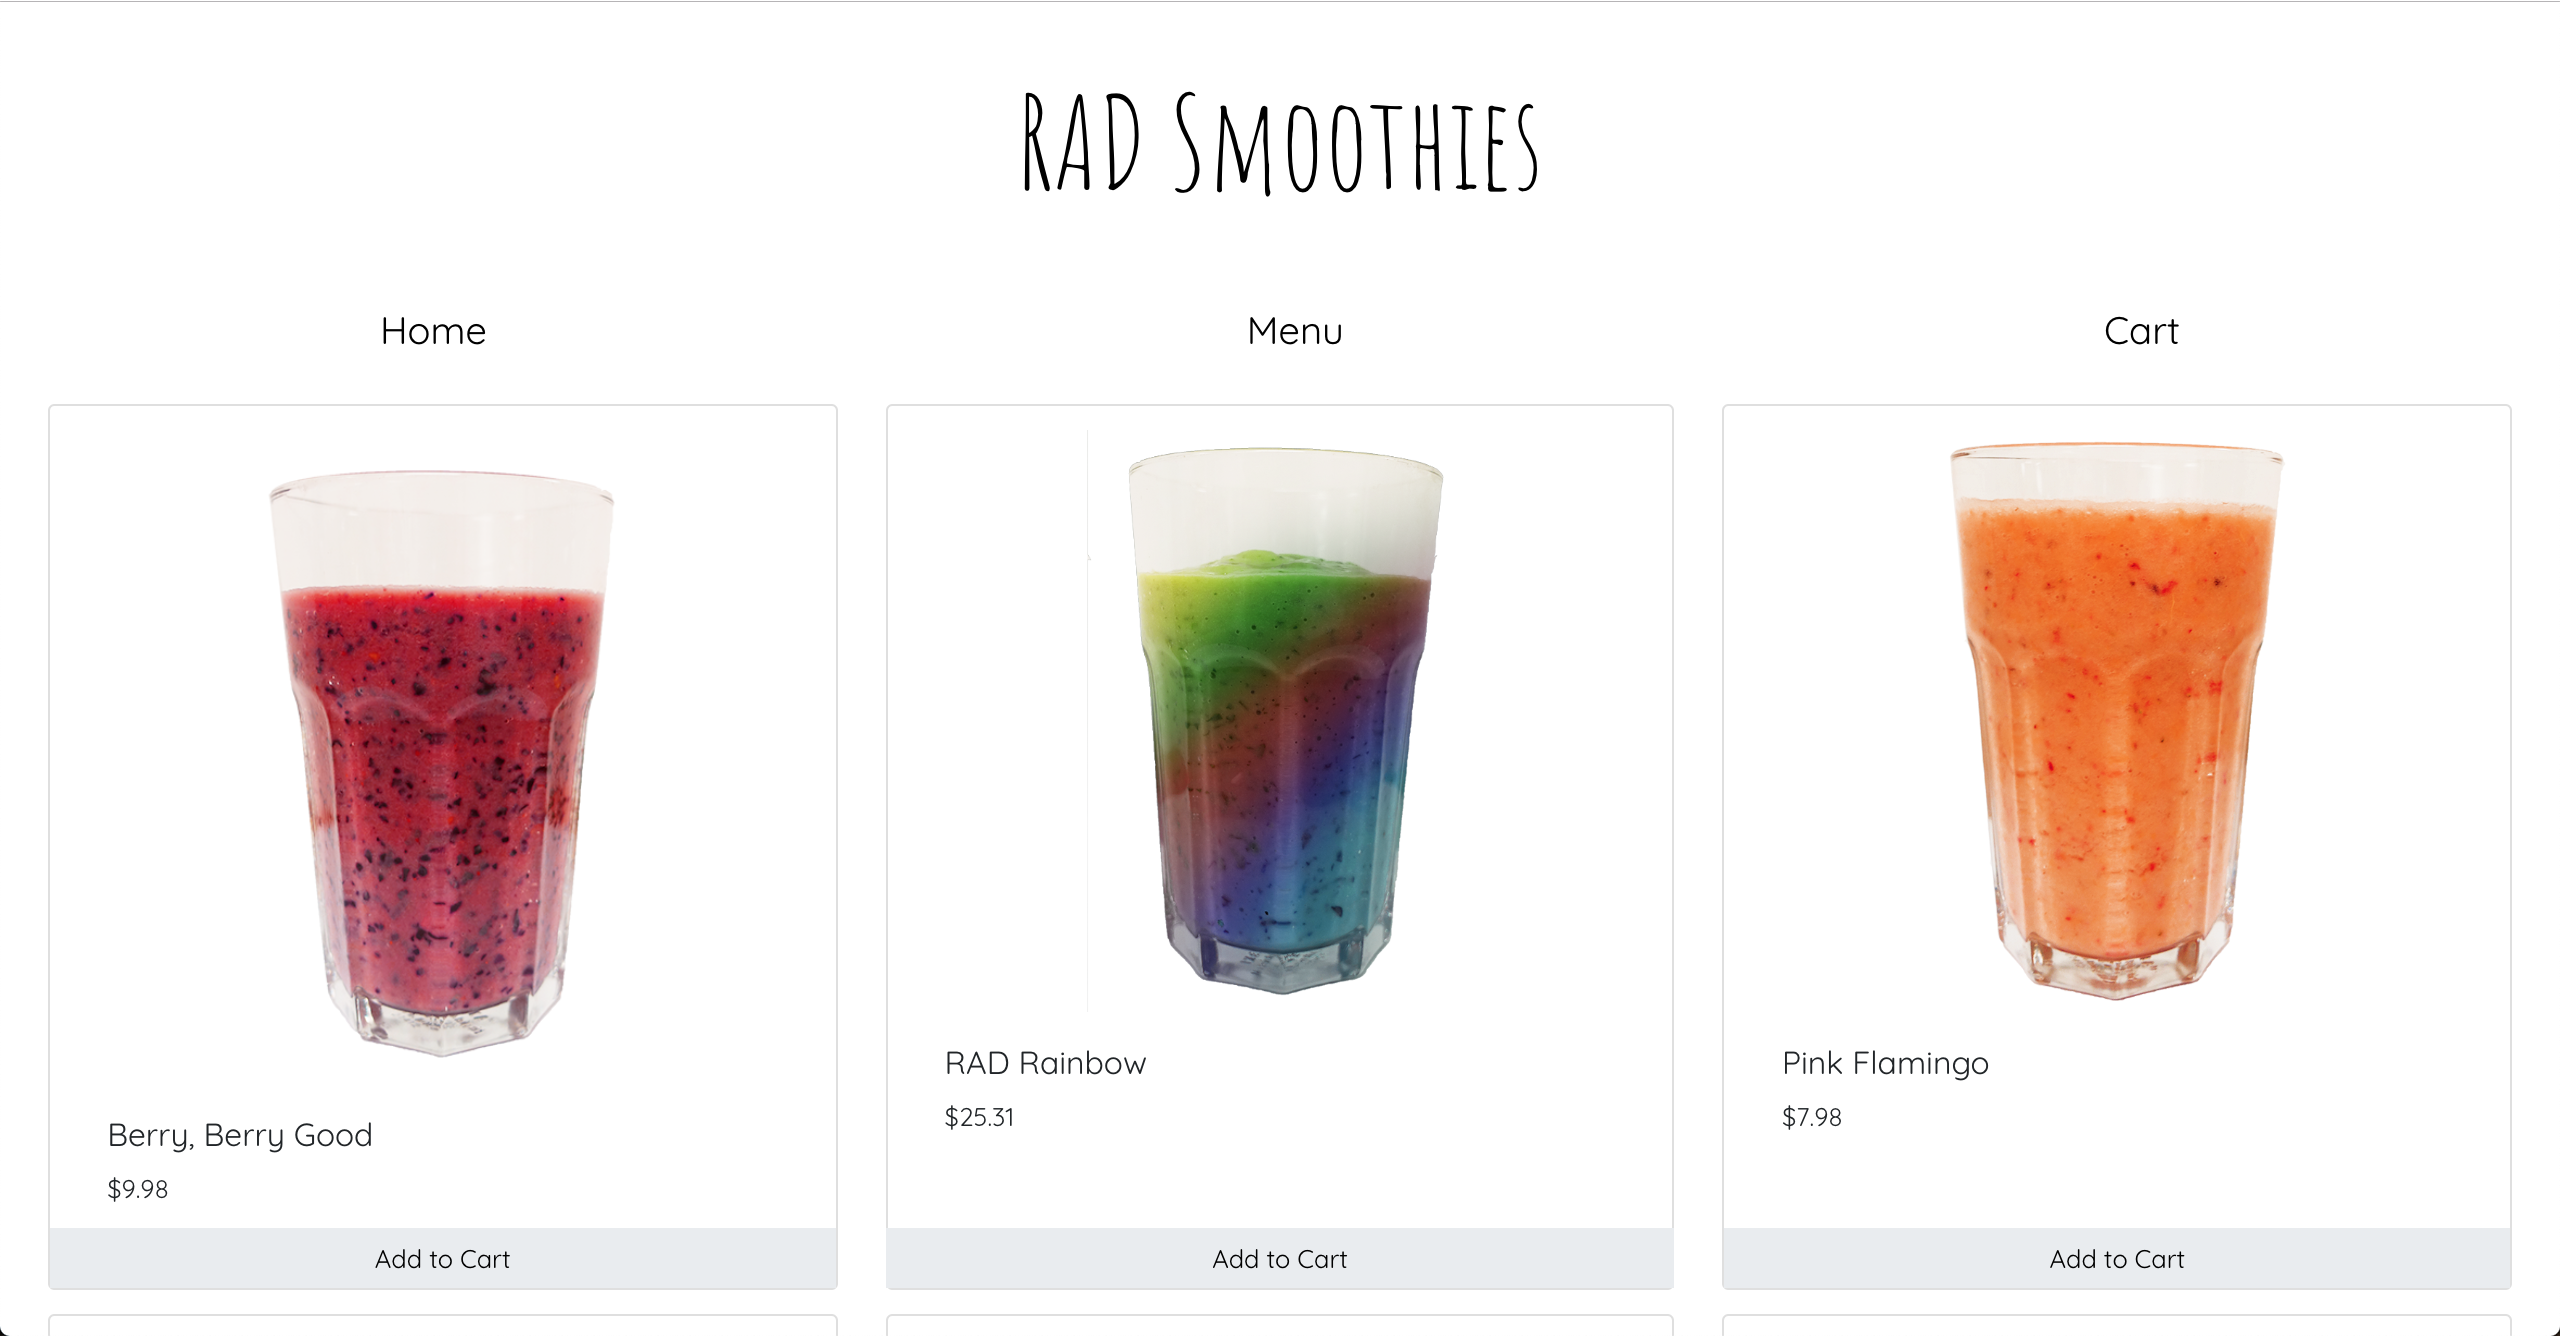 RAD Smoothies
Home
Menu
Cart
Berry, Berry Good
$9.98
Add to Cart
RAD Rainbow
$25.31
Add to Cart
Pink Flamingo
$7.98
Add to Cart